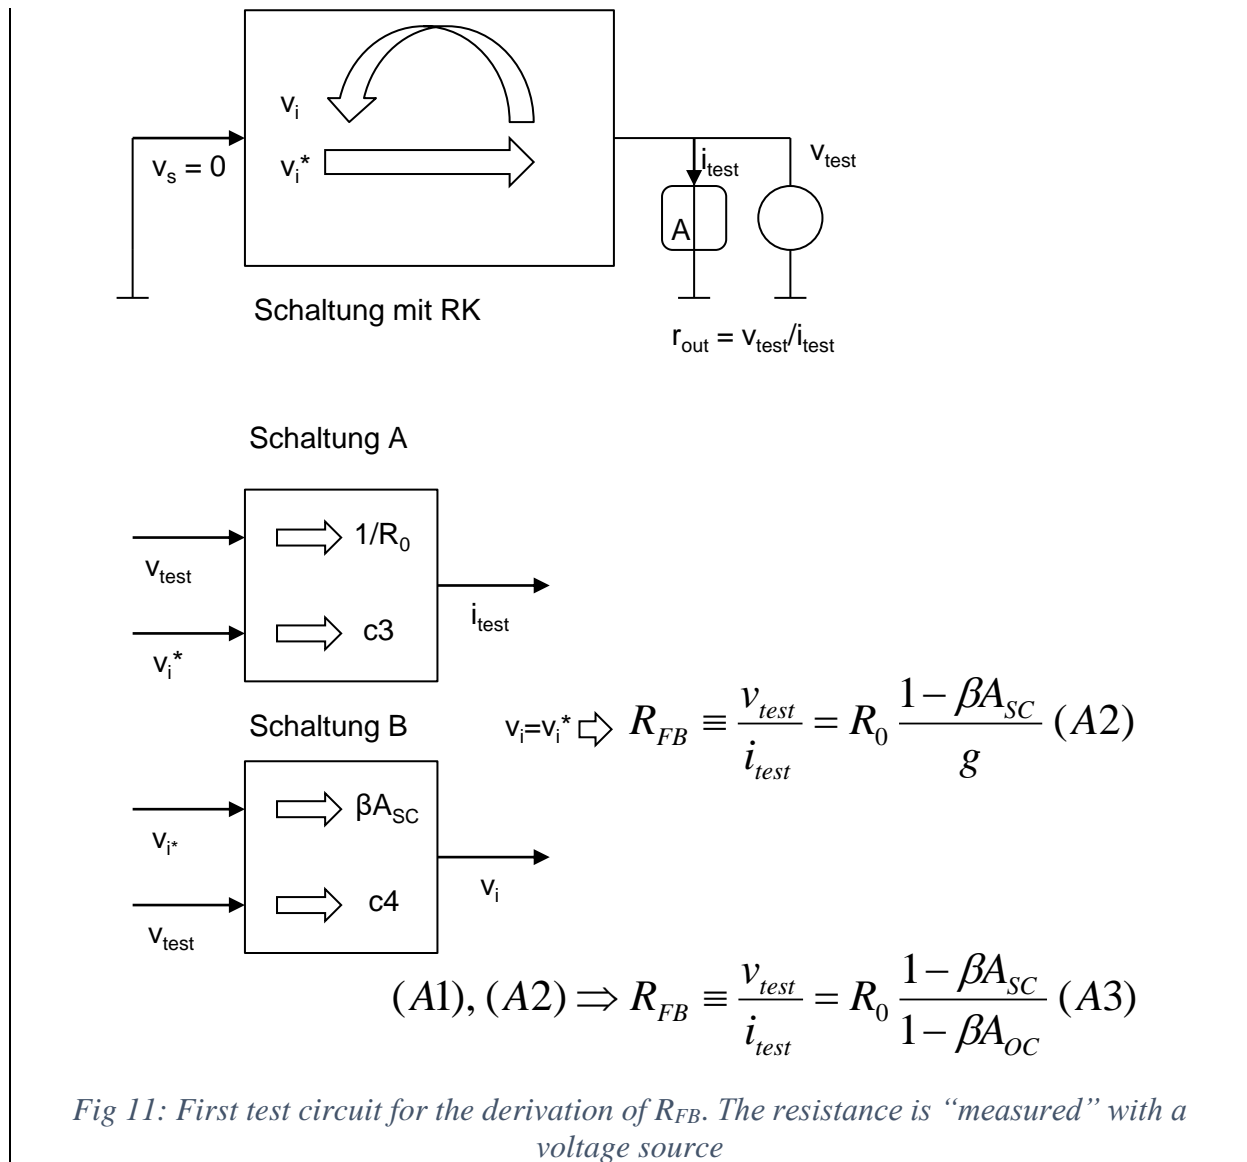 v_i
v_i*
v_s = 0
i_test
v_test
A
Schaltung mit RK
r_out = v_test/i_test
Schaltung A
1/R_0
v_test
i_test
c3
v_i*
Schaltung B
v_i=v_i* ⇨ R_FB ≡ v_test / i_test = R_0 (1 − βA_SC) / g (A2)
βA_SC
v_i*
v_i
c4
v_test
(A1), (A2) ⇒ R_FB ≡ v_test / i_test = R_0 (1 − βA_SC) / (1 − βA_OC) (A3)
Fig 11: First test circuit for the derivation of R_FB. The resistance is “measured” with a
voltage source